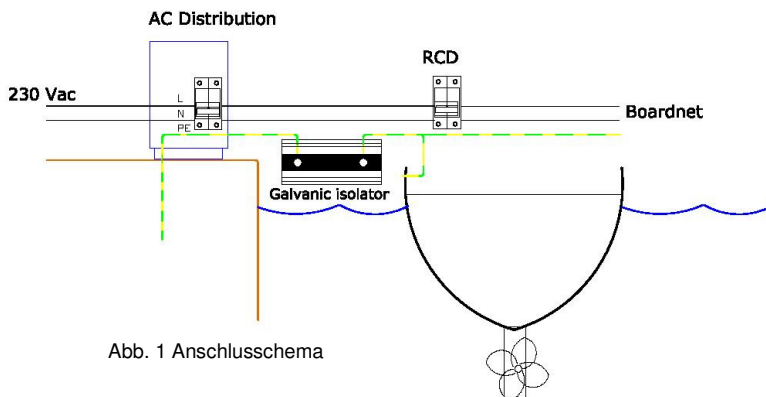 AC Distribution
RCD
230 Vac
L
N
PE
Boardnet
Galvanic isolator
Abb. 1 Anschlusschema